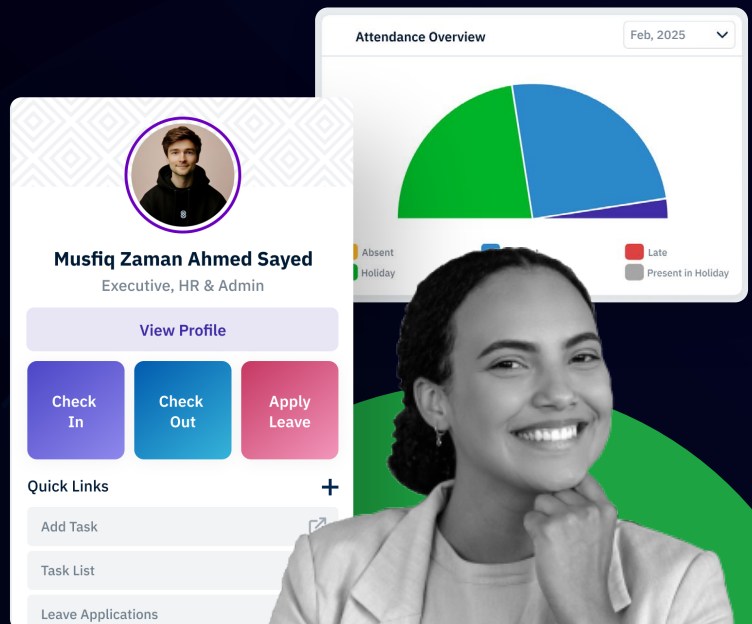 Attendance Overview
Feb, 2025
Absent
Late
Holiday
Present in Holiday
Musfiq Zaman Ahmed Sayed
Executive, HR & Admin
View Profile
Check
In
Check
Out
Apply
Leave
Quick Links
Add Task
Task List
Leave Applications